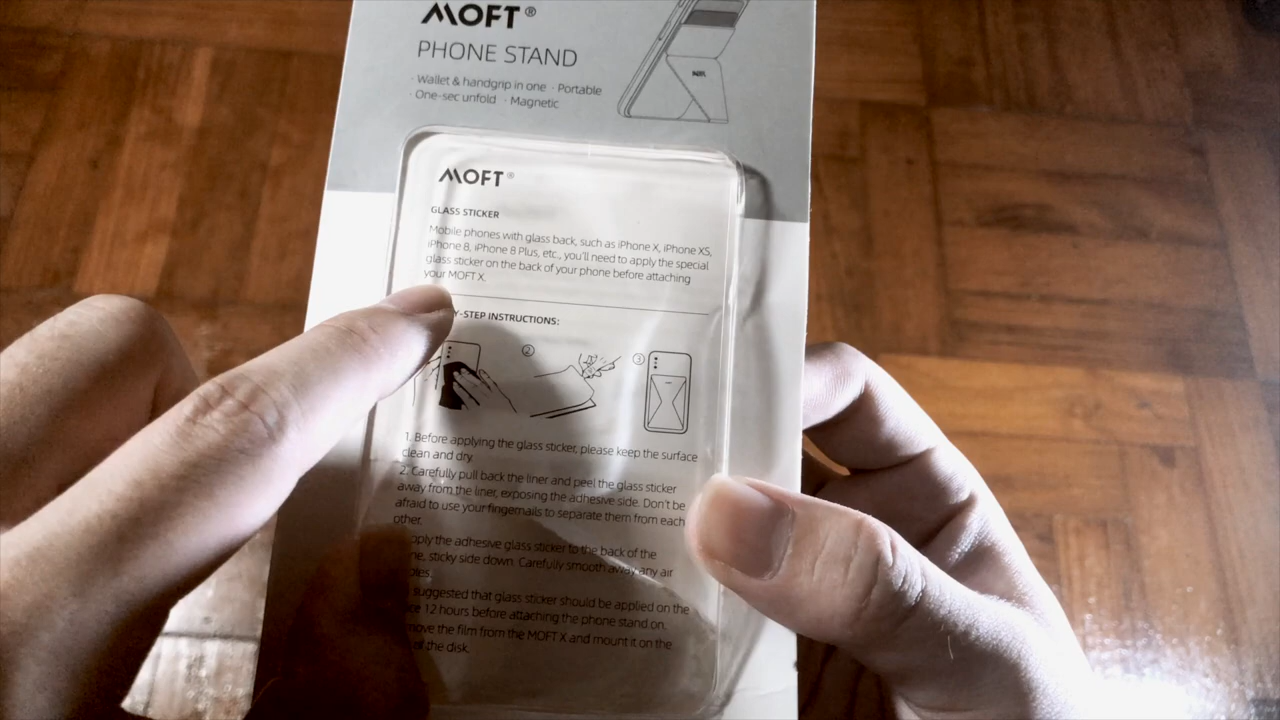 MOFT®
PHONE STAND
· Wallet & handgrip in one · Portable
· One-sec unfold · Magnetic
MOFT®
GLASS STICKER
Mobile phones with glass back, such as iPhone X, iPhone XS,
iPhone 8, iPhone 8 Plus, etc., you'll need to apply the special
glass sticker on the back of your phone before attaching
your MOFT X.
Y-STEP INSTRUCTIONS:
② ③
1. Before applying the glass sticker, please keep the surface
clean and dry
2. Carefully pull back the liner and peel the glass sticker
away from the liner, exposing the adhesive side. Don't be
afraid to use your fingernails to separate them from each
other.
pply the adhesive glass sticker to the back of the
ne, sticky side down. Carefully smooth away any air
suggested that glass sticker should be applied on the
ce 12 hours before attaching the phone stand on.
move the film from the MOFT X and mount it on the
of the disk.